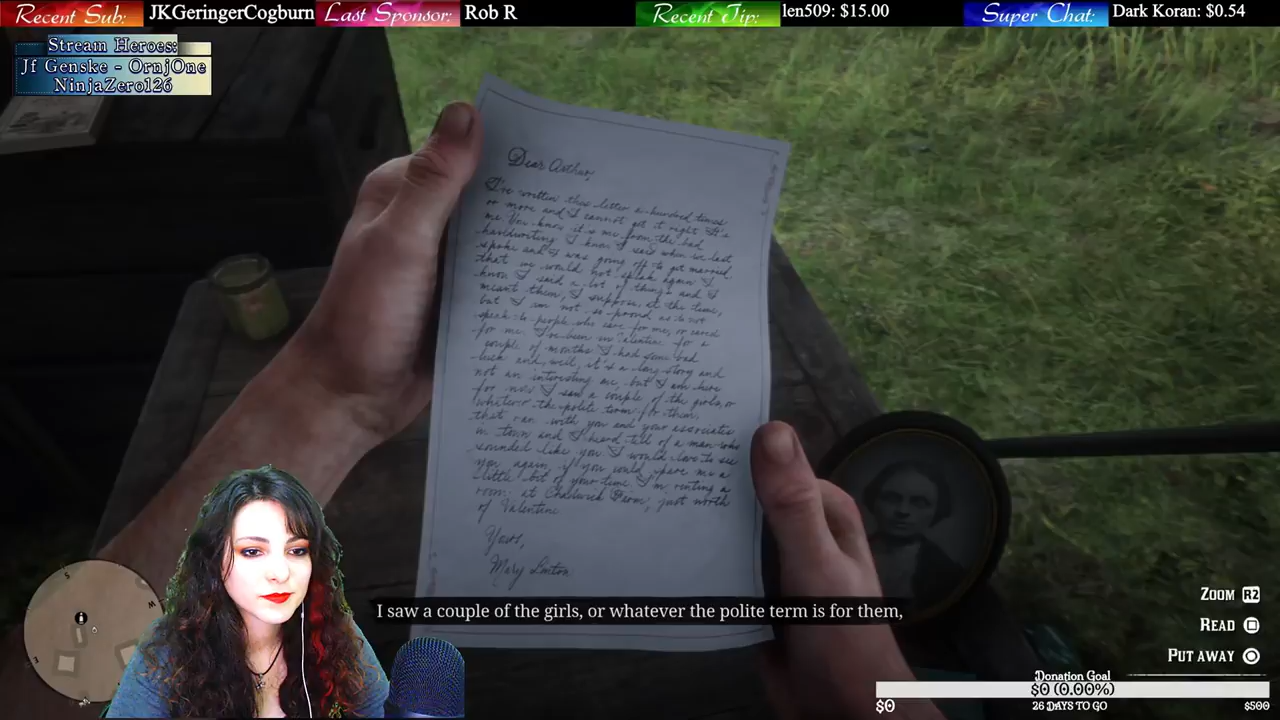 Recent Sub: JKGeringerCogburn Last Sponsor: Rob R Recent Tip: len509: $15.00 Super Chat: Dark Koran: $0.54
Stream Heroes:
Jf Genske - OrnjOne
NinjaZero126
Dear Arthur,
I've written this letter a hundred times
or more and I cannot get it right. It's
me. You know it is me from the bad
handwriting. I know I said when we last
spoke and I was going off to get married
that we would not speak again. I
know I said a lot of things and I
meant them, I suppose, at the time,
but I am not so proud as to not
speak to people who care for me, or cared
for me. I've been in Valentine for a
couple of months. I had some bad
luck and, well, it's a long story and
not an interesting one, but I am here
for now. I saw a couple of the girls, or
whatever the polite term for them,
that ran with you and your associates
in town and I heard tell of a man who
sounded like you. I would love to see
you again if you could spare me a
little bit of your time. I'm renting a
room at Chadwick Farm, just north
of Valentine
Yours,
Mary Linton
I saw a couple of the girls, or whatever the polite term is for them,
ZOOM R2
READ
PUT AWAY
Donation Goal
$0 (0.00%)
$0 26 DAYS TO GO $500